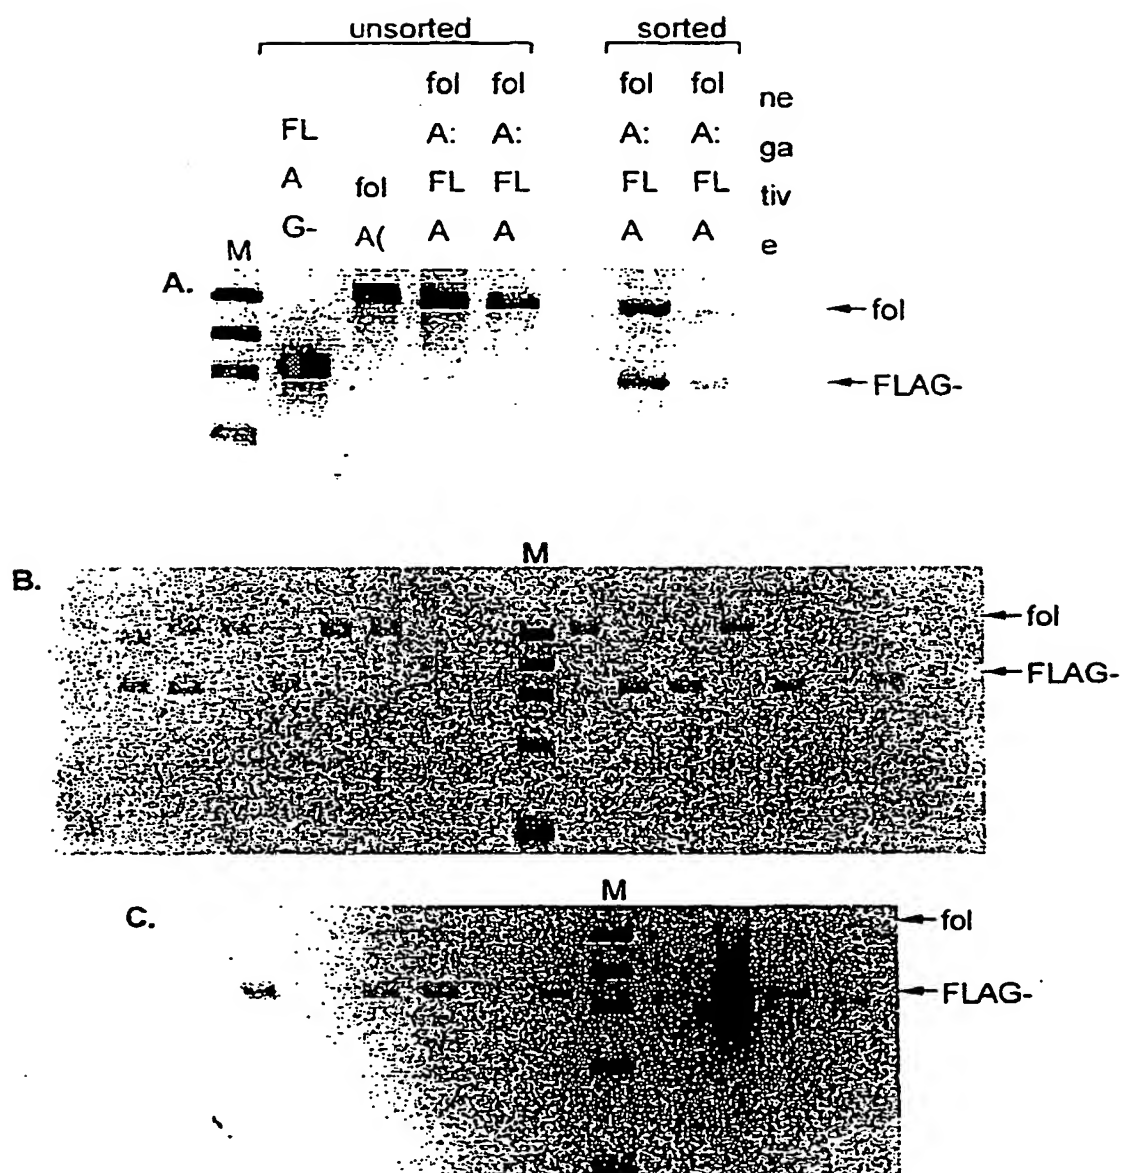 unsorted sorted
fol fol fol fol ne
FL A: A: A: A: ga
A fol FL FL FL FL tiv
G- A( A A A A e
M
A.
fol
FLAG-
M
B.
fol
FLAG-
M
C.
fol
FLAG-